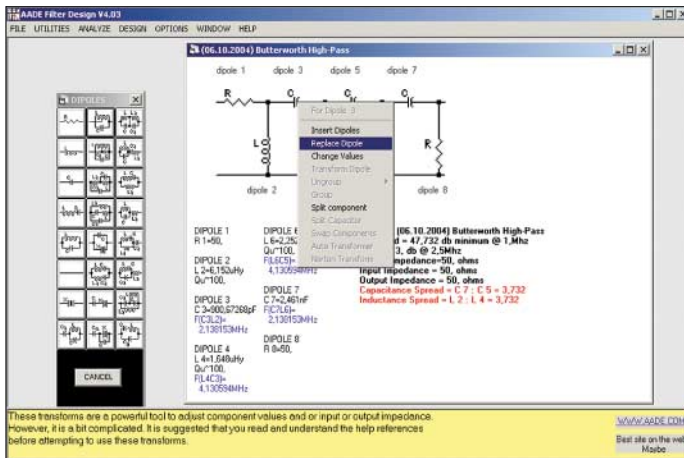 AADE Filter Design V4.03
FILE UTILITIES ANALYZE DESIGN OPTIONS WINDOW HELP
(06.10.2004) Butterworth High-Pass
dipole 1 dipole 3 dipole 5 dipole 7
DIPOLES
R C C C
For Dipole 3
Insert Dipoles
Replace Dipole
Change Values
Transform Dipole
Ungroup
Group
Split component
Split Capacitor
Swap Components
Auto Transformer
Norton Transform
L
R
dipole 2 dipole 8
DIPOLE 1
R 1=50,
DIPOLE 2
L 2=6,152uHy
Qu~100,
DIPOLE 3
C 3=900,67268pF
F(C3L2)=
2,138153MHz
DIPOLE 4
L 4=1,648uHy
Qu~100,
F(L4C3)=
4,130594MHz
DIPOLE 6
L 6=2,252
Qu~100,
F(L6C5)=
4,130594MHz
DIPOLE 7
C 7=2,461nF
F(C7L6)=
2,138153MHz
DIPOLE 8
R 8=50,
(06.10.2004) Butterworth High-Pass
= 47,732 db minimum @ 1,Mhz
3, db @ 2,5Mhz
mpedance=50, ohms
Input Impedance = 50, ohms
Output Impedance = 50, ohms
Capacitance Spread = C 7 : C 5 = 3,732
Inductance Spread = L 2 : L 4 = 3,732
CANCEL
These transforms are a powerful tool to adjust component values and or input or output impedance.
However, it is a bit complicated. It is suggested that you read and understand the help references
before attempting to use these transforms.
WWW.AADE.COM
Best site on the web
Maybe